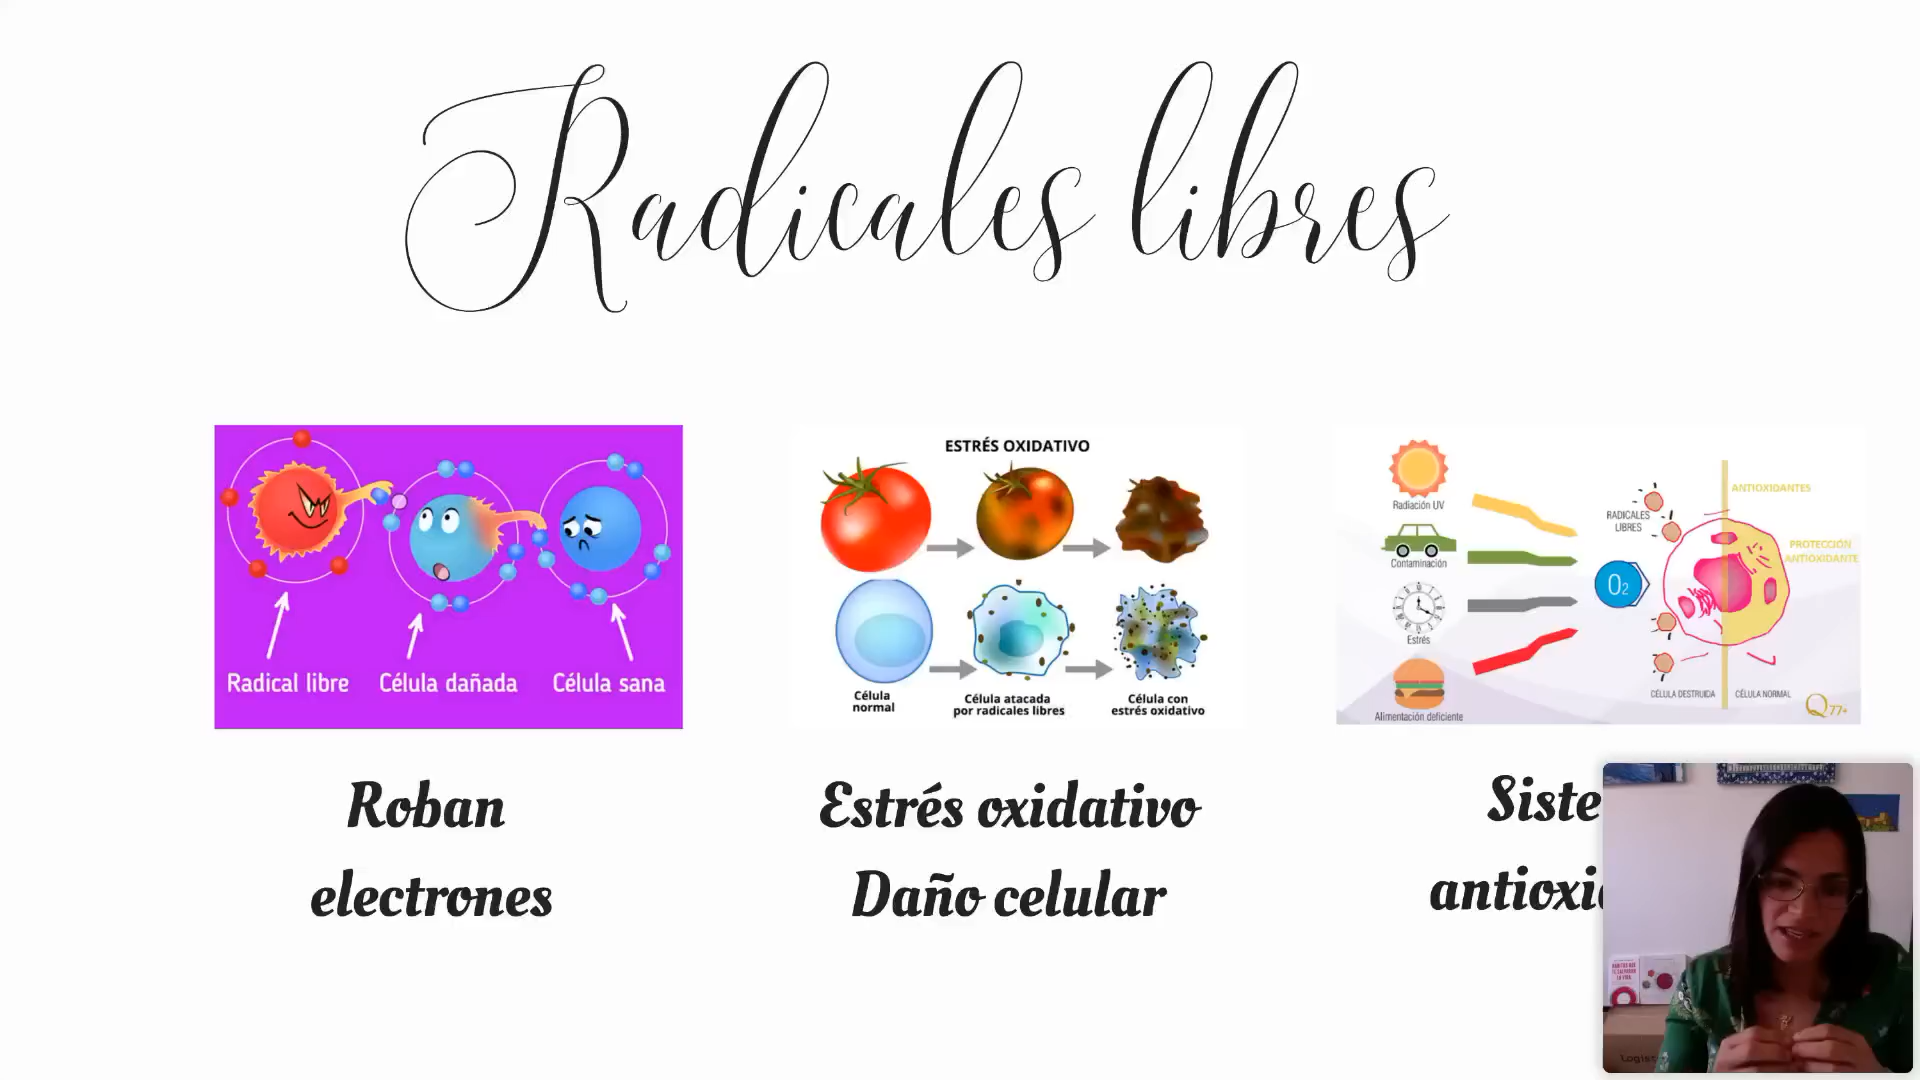 Radicales libres
Radical libre
Célula dañada
Célula sana
Roban
electrones
ESTRÉS OXIDATIVO
Célula
normal
Célula atacada
por radicales libres
Célula con
estrés oxidativo
Estrés oxidativo
Daño celular
Radiación UV
Contaminación
Estrés
Alimentación deficiente
O₂
RADICALES
LIBRES
ANTIOXIDANTES
PROTECCIÓN
ANTIOXIDANTE
CÉLULA DESTRUIDA
CÉLULA NORMAL
Q77+
Siste
antioxi